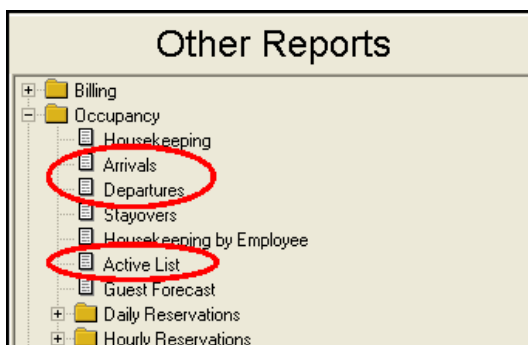 Other Reports
Billing
Occupancy
Housekeeping
Arrivals
Departures
Stayovers
Housekeeping by Employee
Active List
Guest Forecast
Daily Reservations
Hourly Reservations